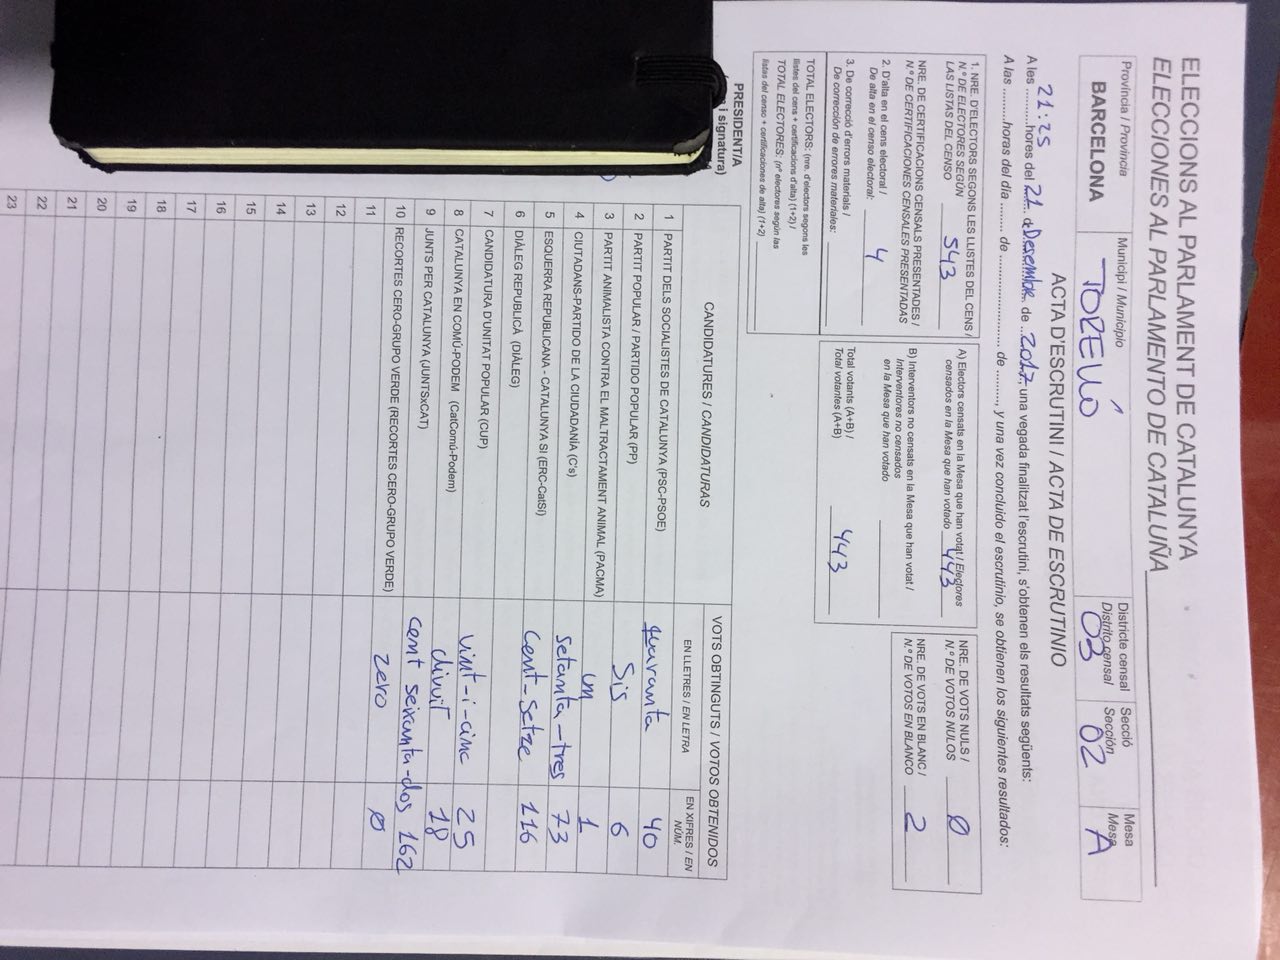 ELECCIONS AL PARLAMENT DE CATALUNYA
ELECCIONES AL PARLAMENTO DE CATALUÑA
Província / Provincia
BARCELONA
Municipi / Municipio
TORELLÓ
Districte censal
Distrito censal
03
Secció
Sección
02
Mesa
Mesa
A
ACTA D'ESCRUTINI / ACTA DE ESCRUTINIO
A les 21:25 hores del 21 de Desembre de 2017, una vegada finalitzat l'escrutini, s'obtenen els resultats següents:
A las ......... horas del día ......... de ..................... de ........., y una vez concluido el escrutinio, se obtienen los siguientes resultados:
1. NRE. D'ELECTORS SEGONS LES LLISTES DEL CENS /
N.º DE ELECTORES SEGÚN
LAS LISTAS DEL CENSO 543
NRE. DE CERTIFICACIONS CENSALS PRESENTADES /
N.º DE CERTIFICACIONES CENSALES PRESENTADAS
2. D'alta en el cens electoral /
De alta en el censo electoral: 4
3. De correcció d'errors materials /
De corrección de errores materiales:
TOTAL ELECTORS: (nre. d'electors segons les
llistes del cens + certificacions d'alta) (1+2) /
TOTAL ELECTORES: (nº electores según las
listas del censo + certificaciones de alta) (1+2)
A) Electors censats en la Mesa que han votat / Electores
censados en la Mesa que han votado 443
B) Interventors no censats en la Mesa que han votat /
Interventores no censados
en la Mesa que han votado
Total votants (A+B) /
Total votantes (A+B) 443
NRE. DE VOTS NULS /
N.º DE VOTOS NULOS 0
NRE. DE VOTS EN BLANC /
N.º DE VOTOS EN BLANCO 2
PRESIDENT/A
i signatura)
CANDIDATURES / CANDIDATURAS
VOTS OBTINGUTS / VOTOS OBTENIDOS
EN LLETRES / EN LETRA
EN XIFRES / EN NÚM.
1 PARTIT DELS SOCIALISTES DE CATALUNYA (PSC-PSOE) quaranta 40
2 PARTIT POPULAR / PARTIDO POPULAR (PP) Sis 6
3 PARTIT ANIMALISTA CONTRA EL MALTRACTAMENT ANIMAL (PACMA) un 1
4 CIUTADANS-PARTIDO DE LA CIUDADANÍA (C's) setanta-tres 73
5 ESQUERRA REPUBLICANA - CATALUNYA SÍ (ERC-CatSí) Cent-Setze 116
6 DIÀLEG REPUBLICÀ (DIÀLEG)
7 CANDIDATURA D'UNITAT POPULAR (CUP) vint-i-cinc 25
8 CATALUNYA EN COMÚ-PODEM (CatComú-Podem) divuit 18
9 JUNTS PER CATALUNYA (JUNTSxCAT) cent seixanta-dos 162
10 RECORTES CERO-GRUPO VERDE (RECORTES CERO-GRUPO VERDE) zero 0
11
12
13
14
15
16
17
18
19
20
21
22
23